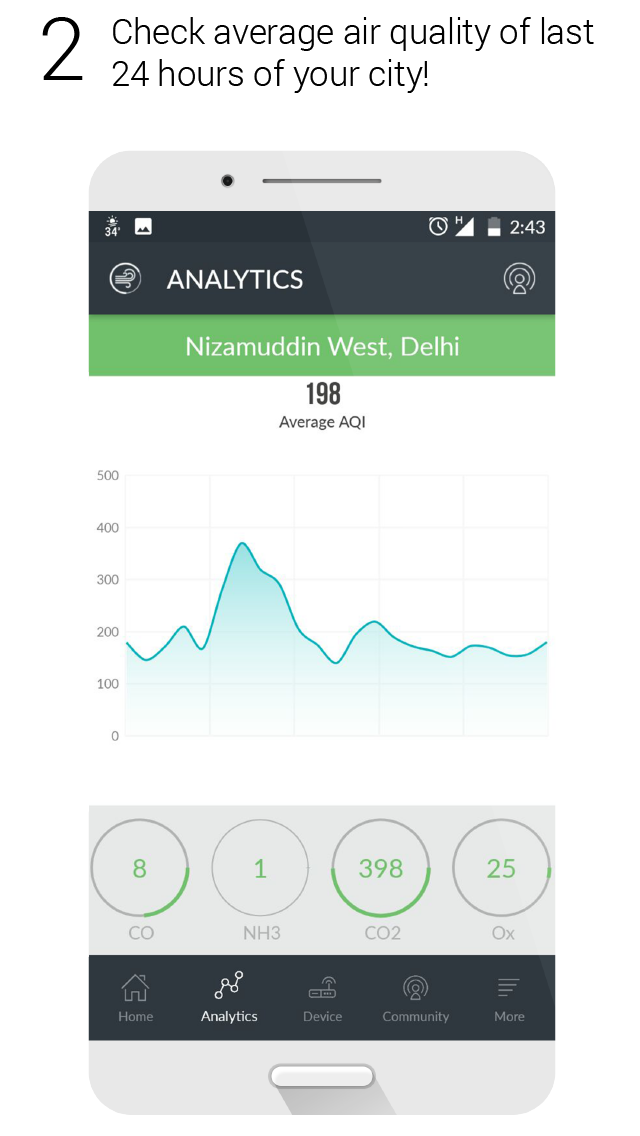 2
Check average air quality of last
24 hours of your city!
34°
H
2:43
ANALYTICS
Nizamuddin West, Delhi
198
Average AQI
500
400
300
200
100
0
8
1
398
25
CO
NH3
CO2
Ox
Home
Analytics
Device
Community
More